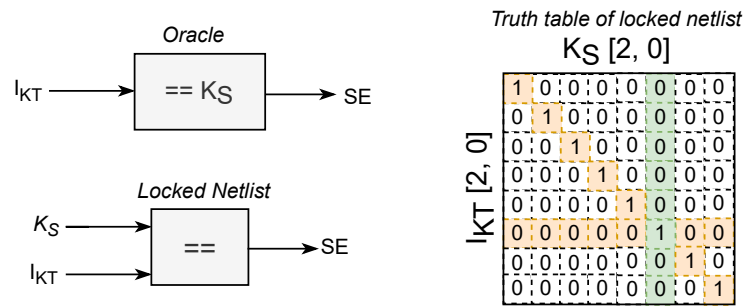 Oracle
I_KT
== K_S
SE
Locked Netlist
K_S
I_KT
==
SE
Truth table of locked netlist
K_S [2, 0]
I_KT [2, 0]
1 0 0 0 0 0 0 0
0 1 0 0 0 0 0 0
0 0 1 0 0 0 0 0
0 0 0 1 0 0 0 0
0 0 0 0 1 0 0 0
0 0 0 0 0 1 0 0
0 0 0 0 0 0 1 0
0 0 0 0 0 0 0 1